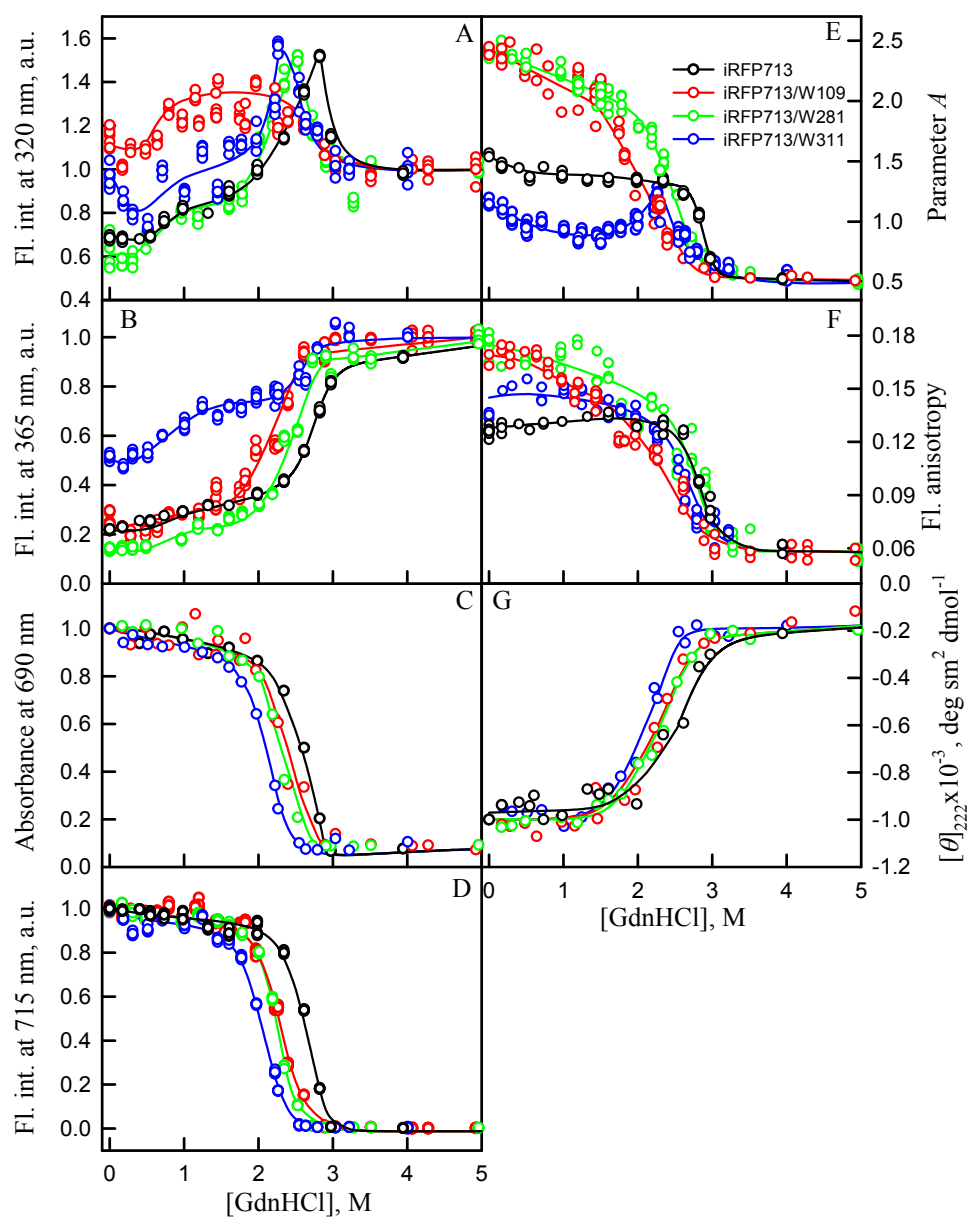 A
Fl. int. at 320 nm, a.u.
1.6
1.4
1.2
1.0
0.8
0.6
0.4
E
iRFP713
iRFP713/W109
iRFP713/W281
iRFP713/W311
2.5
2.0
1.5
1.0
0.5
Parameter A
B
Fl. int. at 365 nm, a.u.
1.0
0.8
0.6
0.4
0.2
0.0
F
0.18
0.15
0.12
0.09
0.06
0.0
Fl. anisotropy
C
Absorbance at 690 nm
1.0
0.8
0.6
0.4
0.2
0.0
G
-0.2
-0.4
-0.6
-0.8
-1.0
-1.2
[θ]222x10-3 , deg sm2 dmol-1
0 1 2 3 4 5
[GdnHCl], M
D
Fl. int. at 715 nm, a.u.
1.0
0.8
0.6
0.4
0.2
0.0
0 1 2 3 4 5
[GdnHCl], M